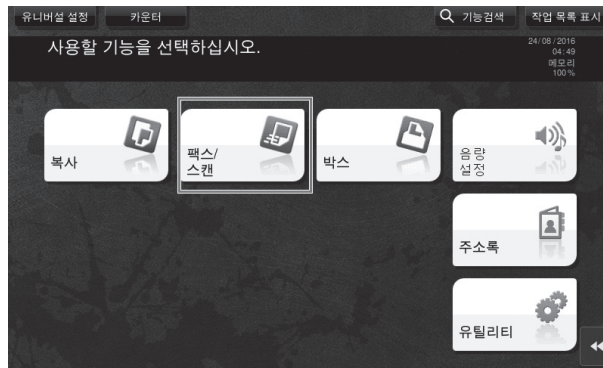 유니버설 설정
카운터
기능검색
작업 목록 표시
사용할 기능을 선택하십시오.
24/08/2016
04:49
메모리
100%
복사
팩스/
스캔
박스
음량
설정
주소록
유틸리티